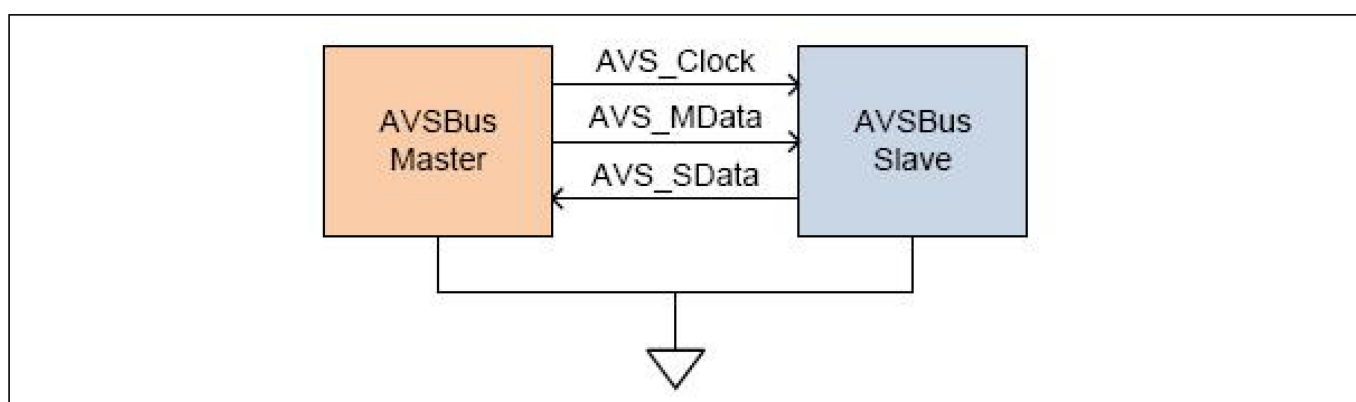 AVSBus
Master
AVS_Clock
AVS_MData
AVS_SData
AVSBus
Slave